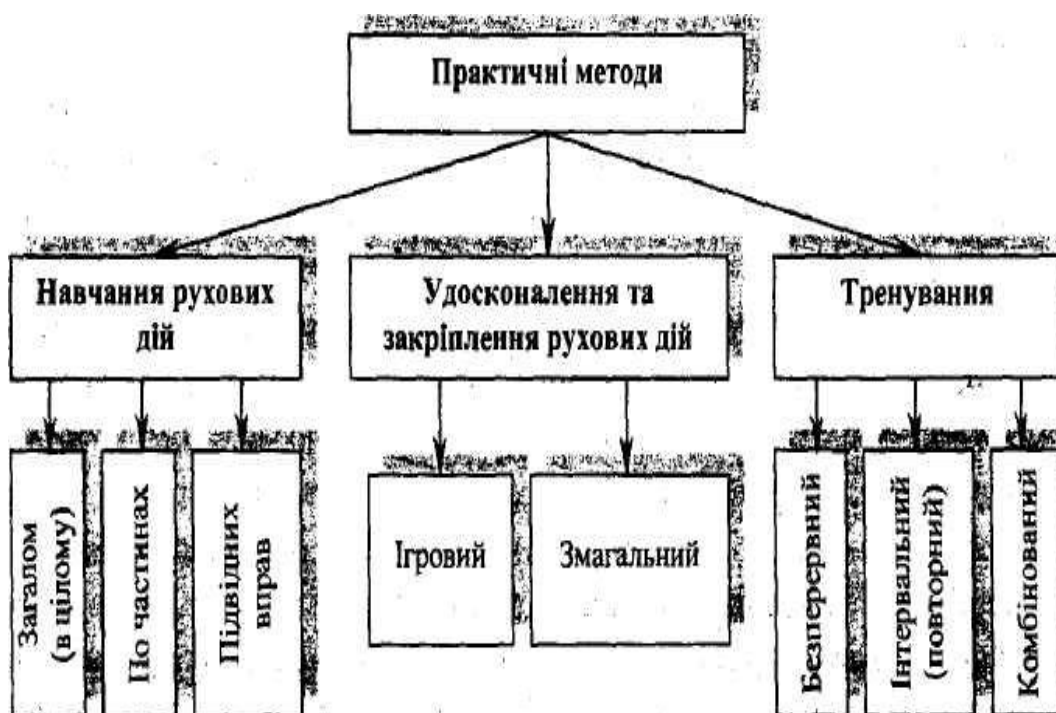 Практичні методи
Навчання рухових
дій
Удосконалення та
закріплення рухових дій
Тренування
Загалом
(в цілому)
По частинах
Підвідних
вправ
Ігровий
Змагальний
Безперервний
Інтервальний
(повторний)
Комбінований